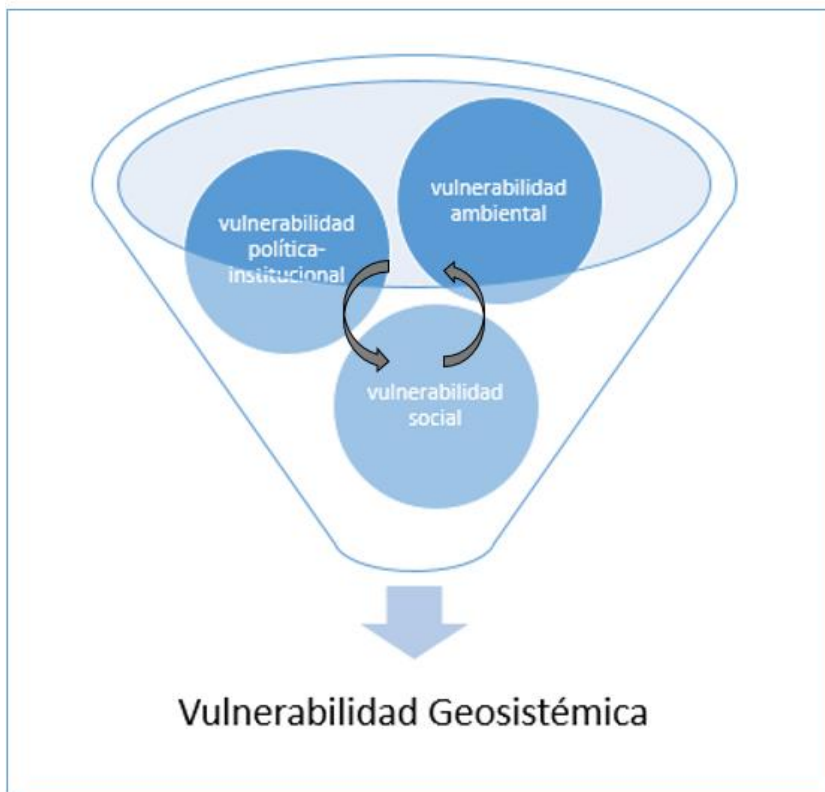 vulnerabilidad
política-
institucional
vulnerabilidad
ambiental
vulnerabilidad
social
Vulnerabilidad Geosistémica